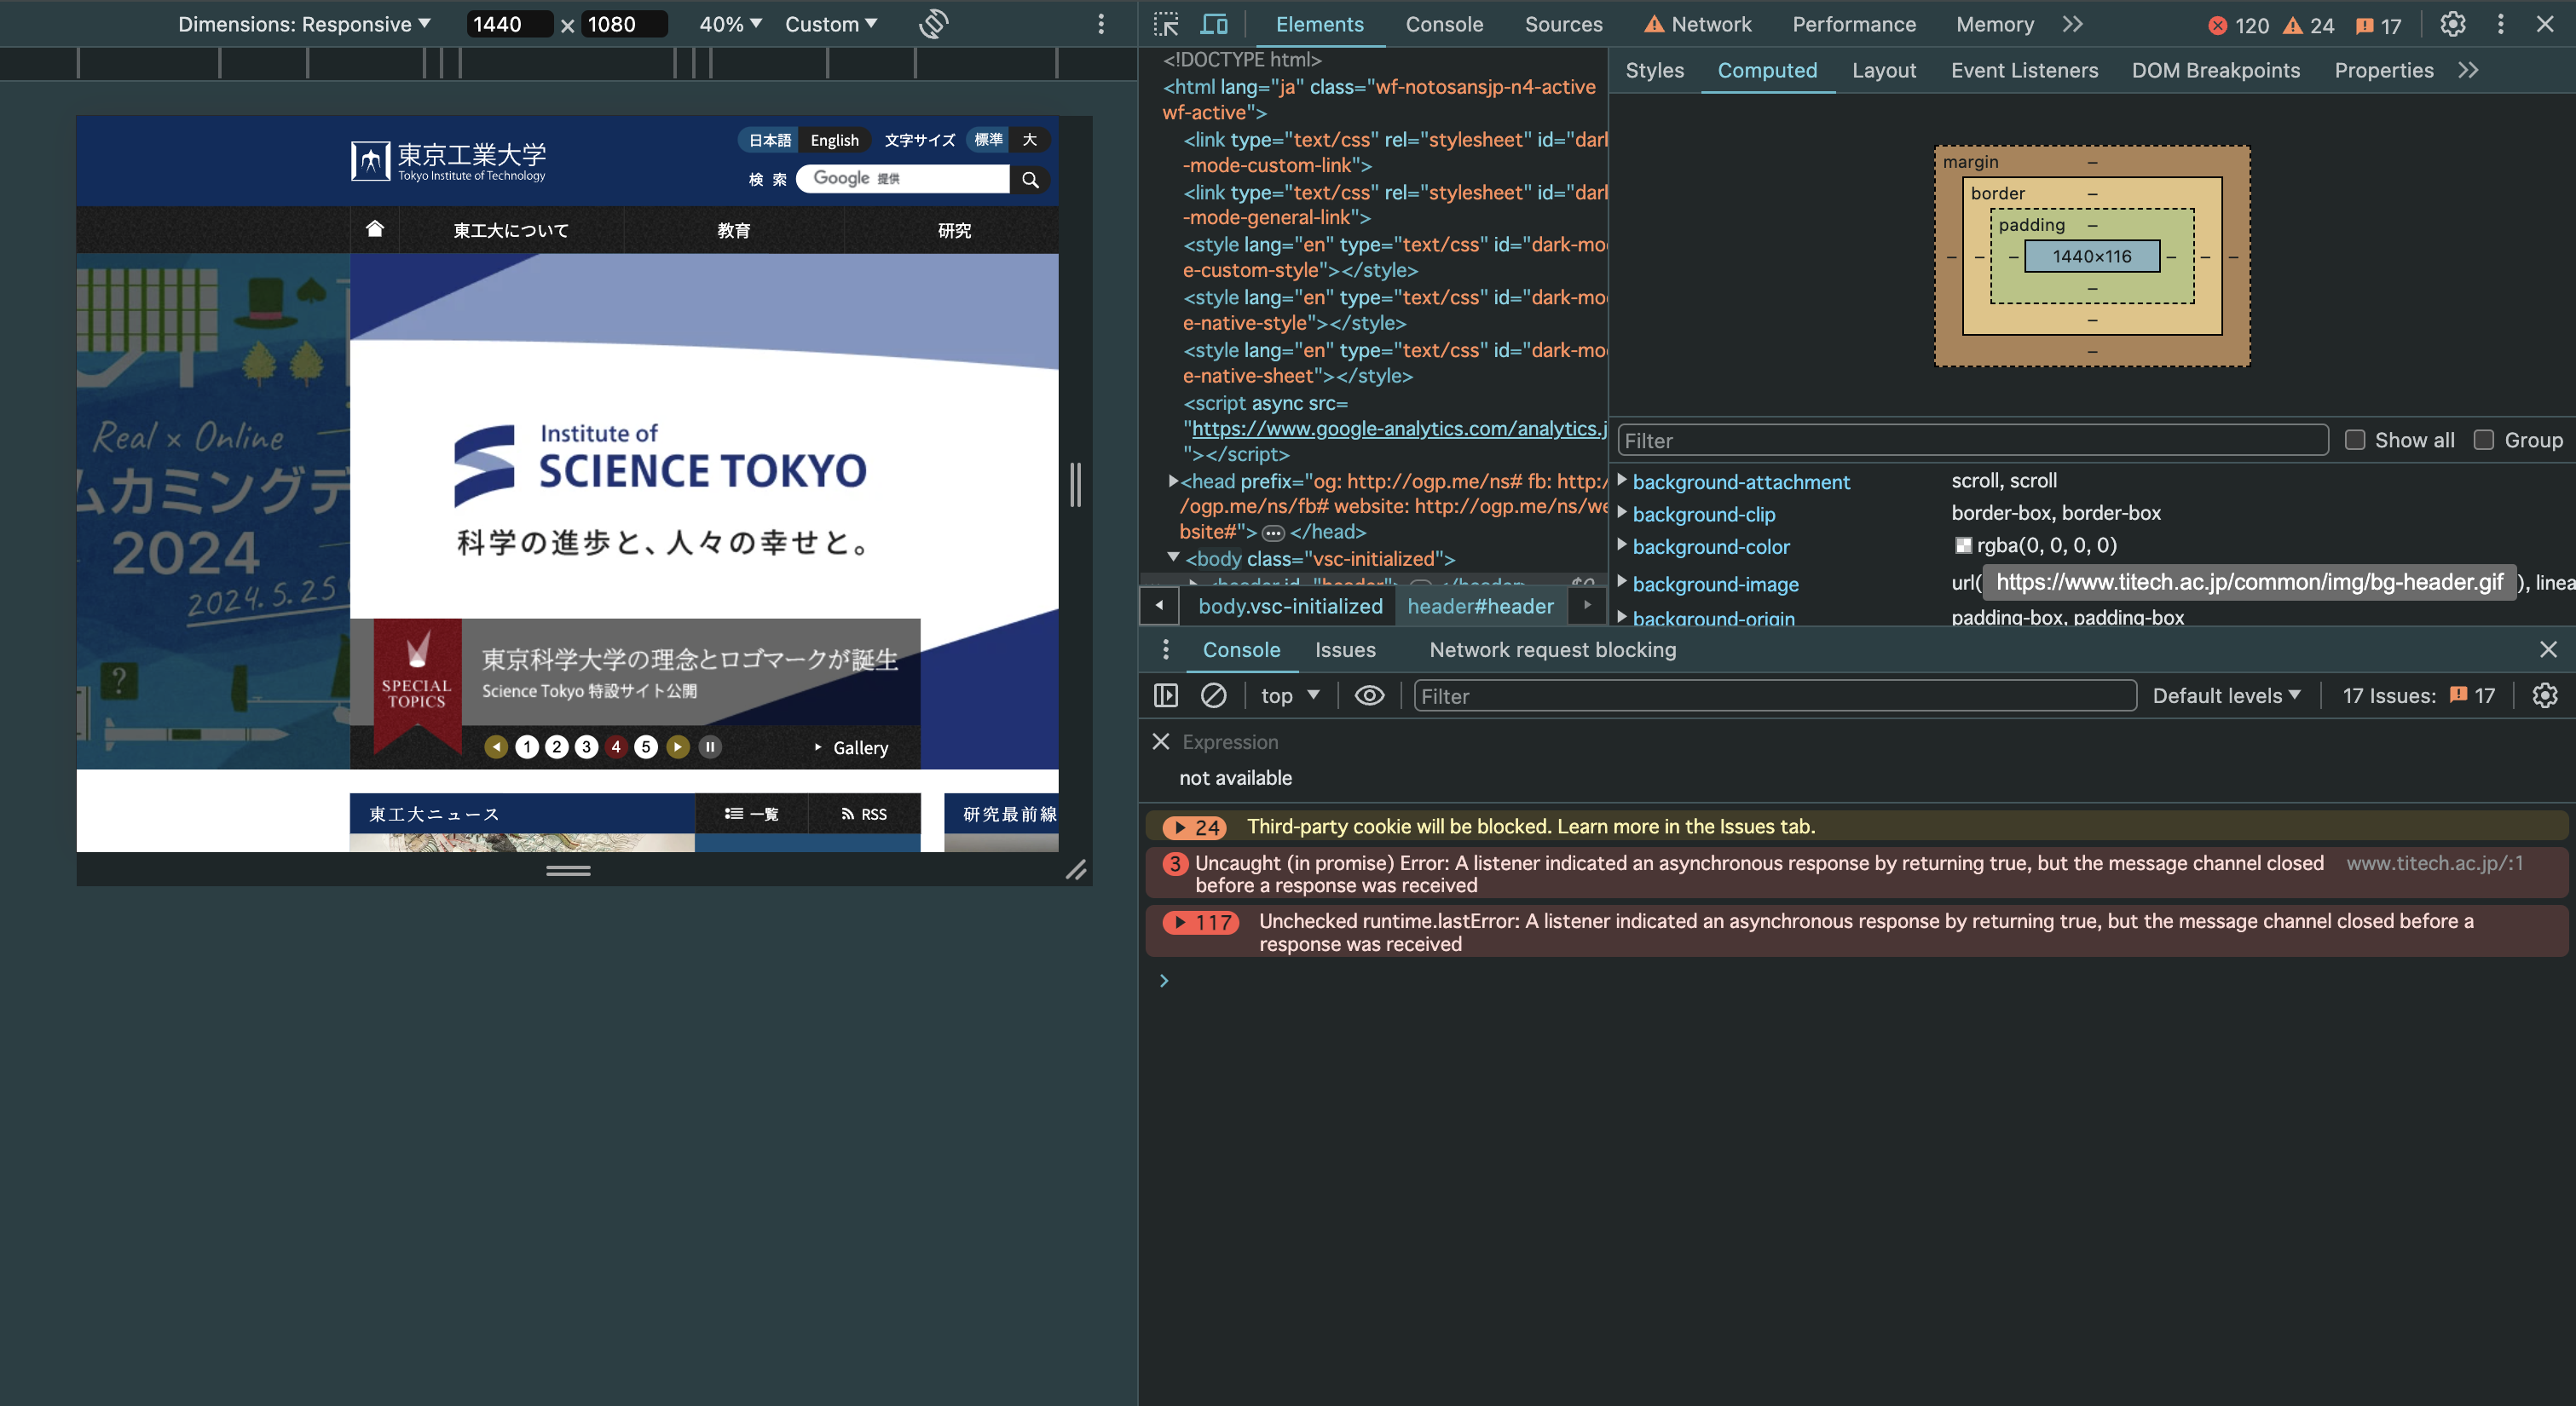 Dimensions: Responsive
1440
×
1080
40%
Custom
日本語
English
文字サイズ
標準
大
東京工業大学
Tokyo Institute of Technology
検 索
Google 提供
東工大について
教育
研究
Real × Online
ムカミングデ
2024
2024.5.25
Institute of
SCIENCE TOKYO
科学の進歩と、人々の幸せと。
SPECIAL
TOPICS
東京科学大学の理念とロゴマークが誕生
Science Tokyo 特設サイト公開
?
1 2 3 4 5
Gallery
東工大ニュース
一覧
RSS
研究最前線
Elements
Console
Sources
Network
Performance
Memory
120
24
17
<!DOCTYPE html>
<html lang="ja" class="wf-notosansjp-n4-active
wf-active">
<link type="text/css" rel="stylesheet" id="dark
-mode-custom-link">
<link type="text/css" rel="stylesheet" id="dark
-mode-general-link">
<style lang="en" type="text/css" id="dark-mo
e-custom-style"></style>
<style lang="en" type="text/css" id="dark-mo
e-native-style"></style>
<style lang="en" type="text/css" id="dark-mo
e-native-sheet"></style>
<script async src=
"https://www.google-analytics.com/analytics.j
"></script>
<head prefix="og: http://ogp.me/ns# fb: http:/
/ogp.me/ns/fb# website: http://ogp.me/ns/we
bsite#"> … </head>
<body class="vsc-initialized">
<header id="header"> … </header>
body.vsc-initialized
header#header
Styles
Computed
Layout
Event Listeners
DOM Breakpoints
Properties
margin
–
border
–
padding
–
– – – 1440×116 – – –
–
–
–
Filter
Show all
Group
background-attachment
scroll, scroll
background-clip
border-box, border-box
background-color
rgba(0, 0, 0, 0)
background-image
url( https://www.titech.ac.jp/common/img/bg-header.gif ), linea
background-origin
padding-box, padding-box
Console
Issues
Network request blocking
top
Filter
Default levels
17 Issues:
17
Expression
not available
24 Third-party cookie will be blocked. Learn more in the Issues tab.
3 Uncaught (in promise) Error: A listener indicated an asynchronous response by returning true, but the message channel closed www.titech.ac.jp/:1
before a response was received
117 Unchecked runtime.lastError: A listener indicated an asynchronous response by returning true, but the message channel closed before a
response was received